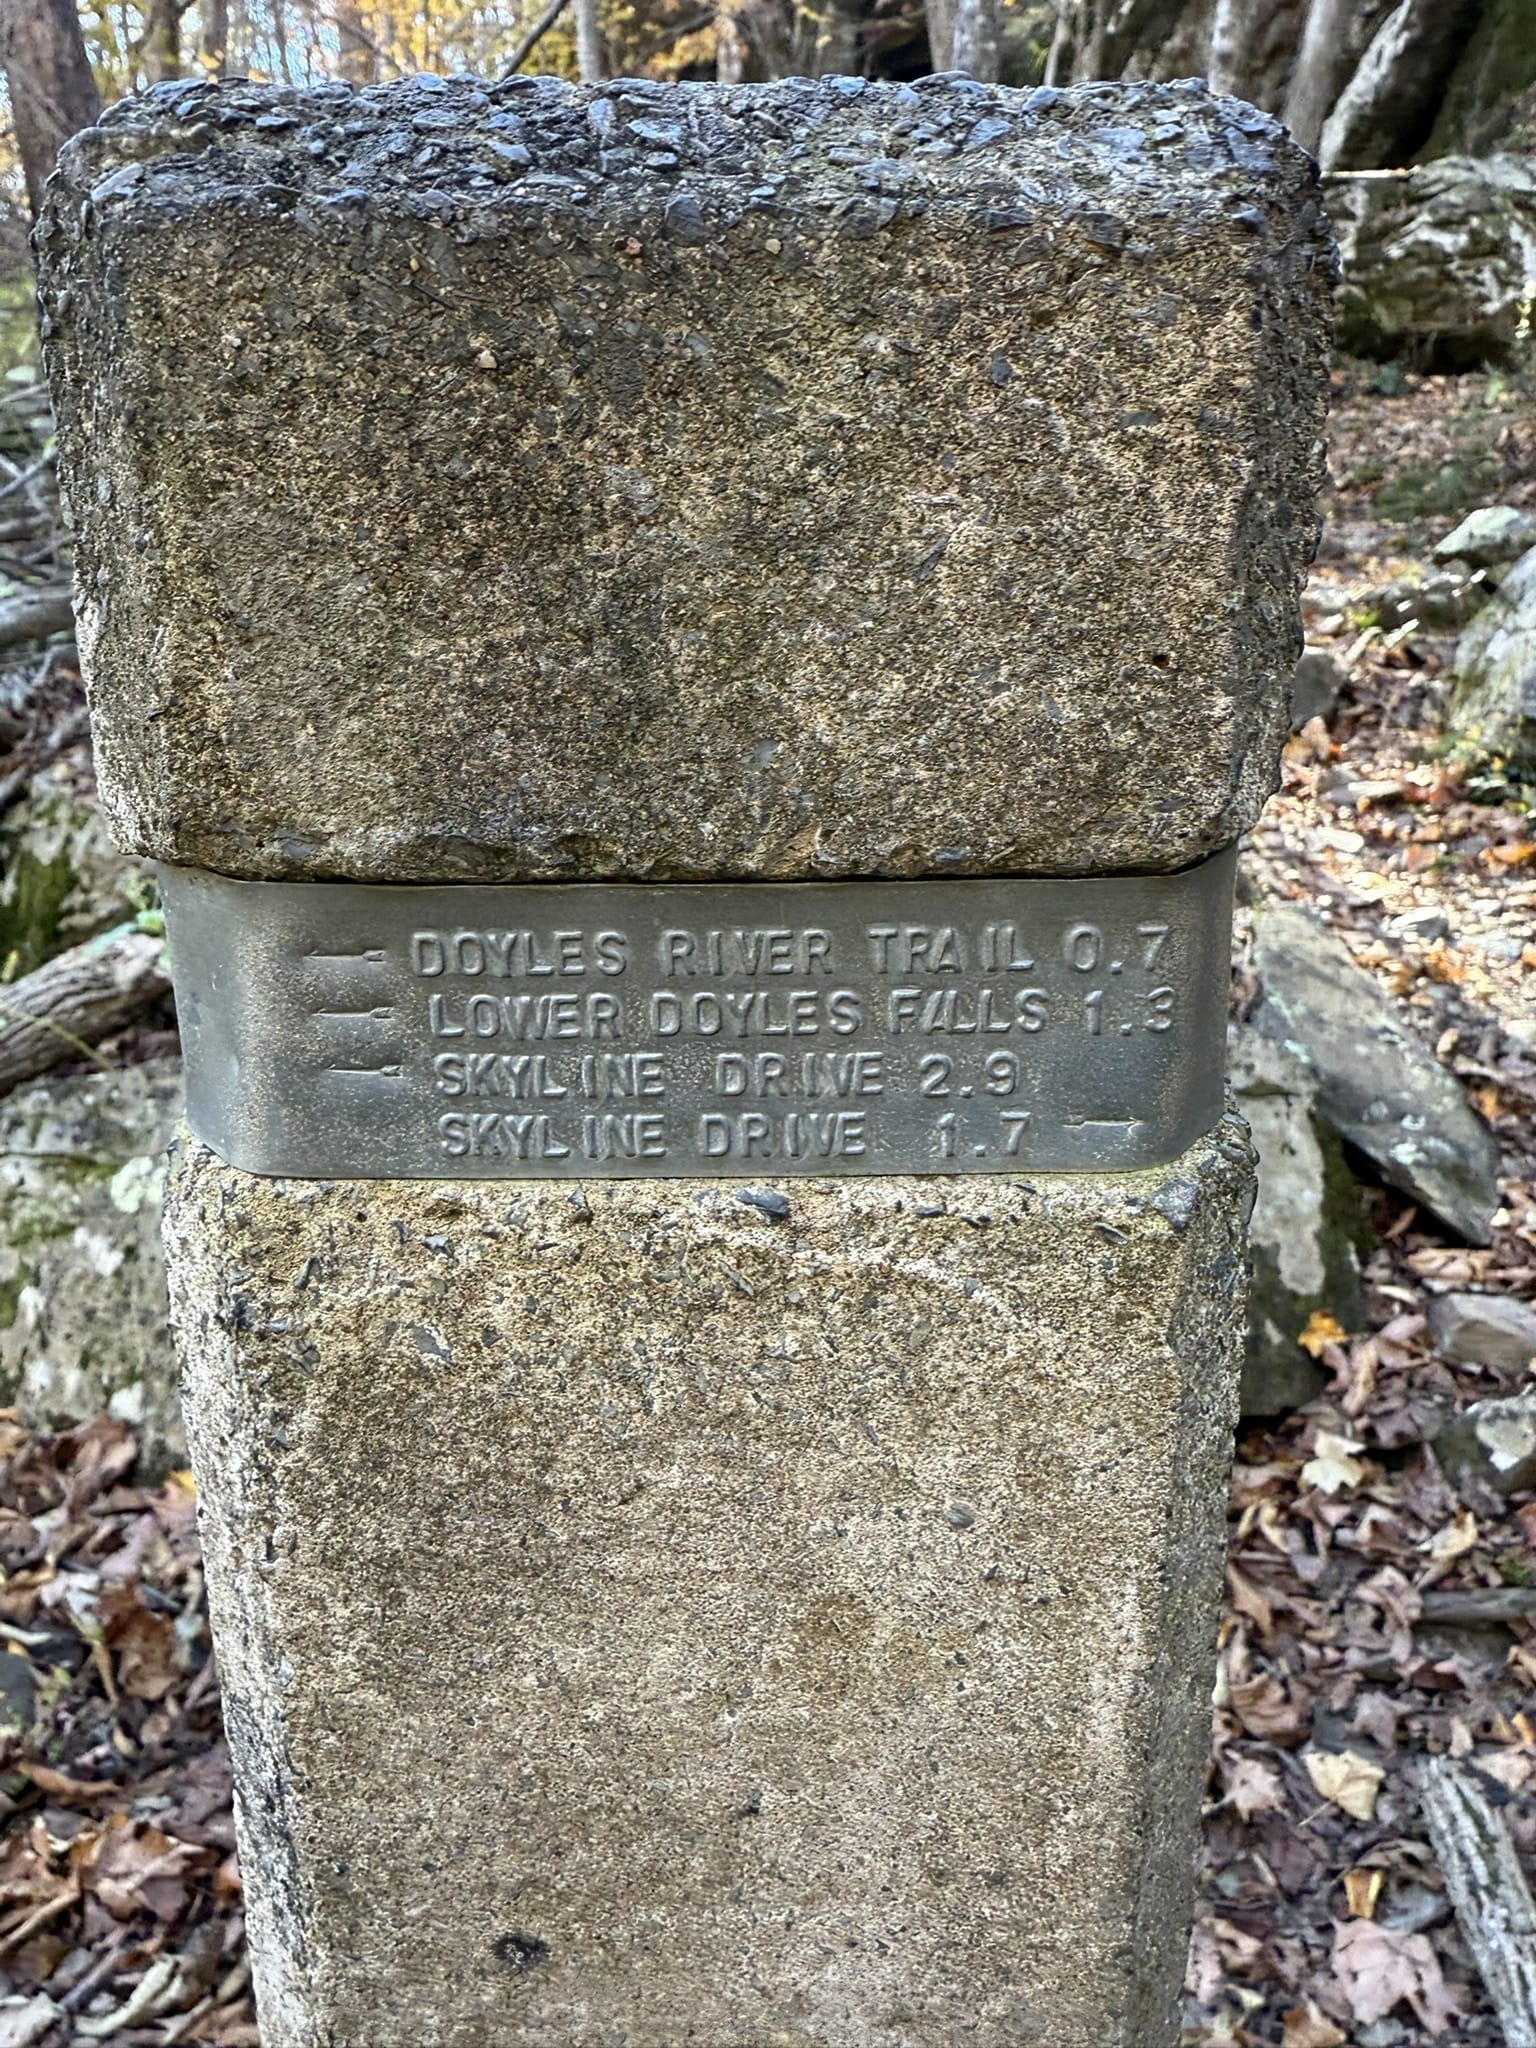 ← DOYLES RIVER TRAIL 0.7
← LOWER DOYLES FALLS 1.3
← SKYLINE DRIVE 2.9
SKYLINE DRIVE 1.7 →